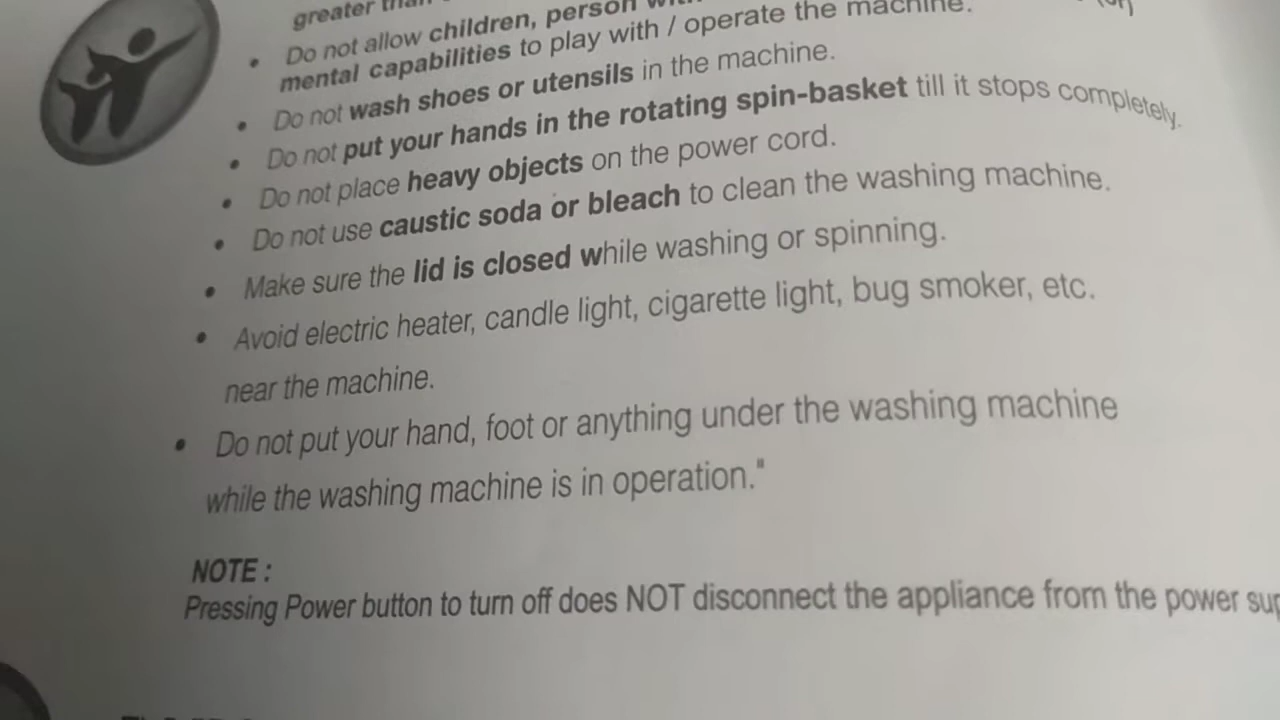 greater than
• Do not allow children, person with
mental capabilities to play with / operate the machine.
• Do not wash shoes or utensils in the machine.
• Do not put your hands in the rotating spin-basket till it stops completely.
• Do not place heavy objects on the power cord.
• Do not use caustic soda or bleach to clean the washing machine.
• Make sure the lid is closed while washing or spinning.
• Avoid electric heater, candle light, cigarette light, bug smoker, etc.
near the machine.
• Do not put your hand, foot or anything under the washing machine
while the washing machine is in operation."
NOTE :
Pressing Power button to turn off does NOT disconnect the appliance from the power